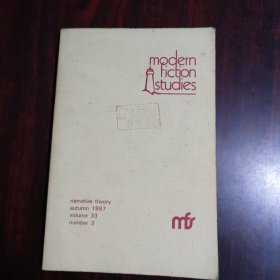 modern
fiction
studies
narrative theory
autumn 1987
volume 33
number 3
mfs